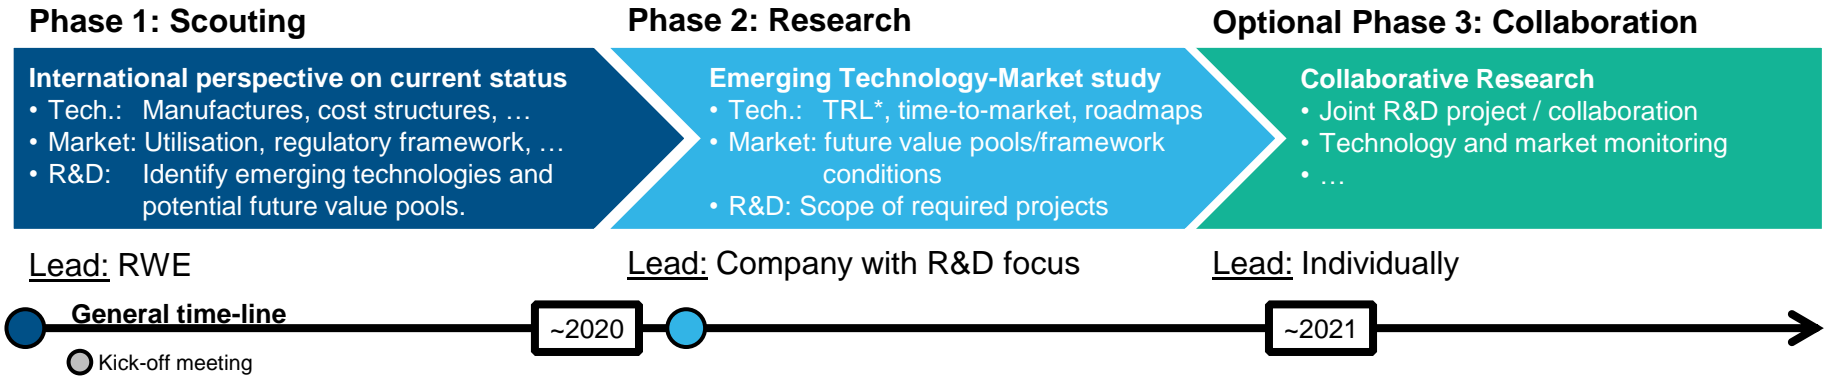 Phase 1: Scouting
International perspective on current status
• Tech.: Manufactures, cost structures, …
• Market: Utilisation, regulatory framework, …
• R&D: Identify emerging technologies and
potential future value pools.
Lead: RWE
Phase 2: Research
Emerging Technology-Market study
• Tech.: TRL*, time-to-market, roadmaps
• Market: future value pools/framework
conditions
• R&D: Scope of required projects
Lead: Company with R&D focus
Optional Phase 3: Collaboration
Collaborative Research
• Joint R&D project / collaboration
• Technology and market monitoring
• …
Lead: Individually
General time-line
~2020
~2021
Kick-off meeting